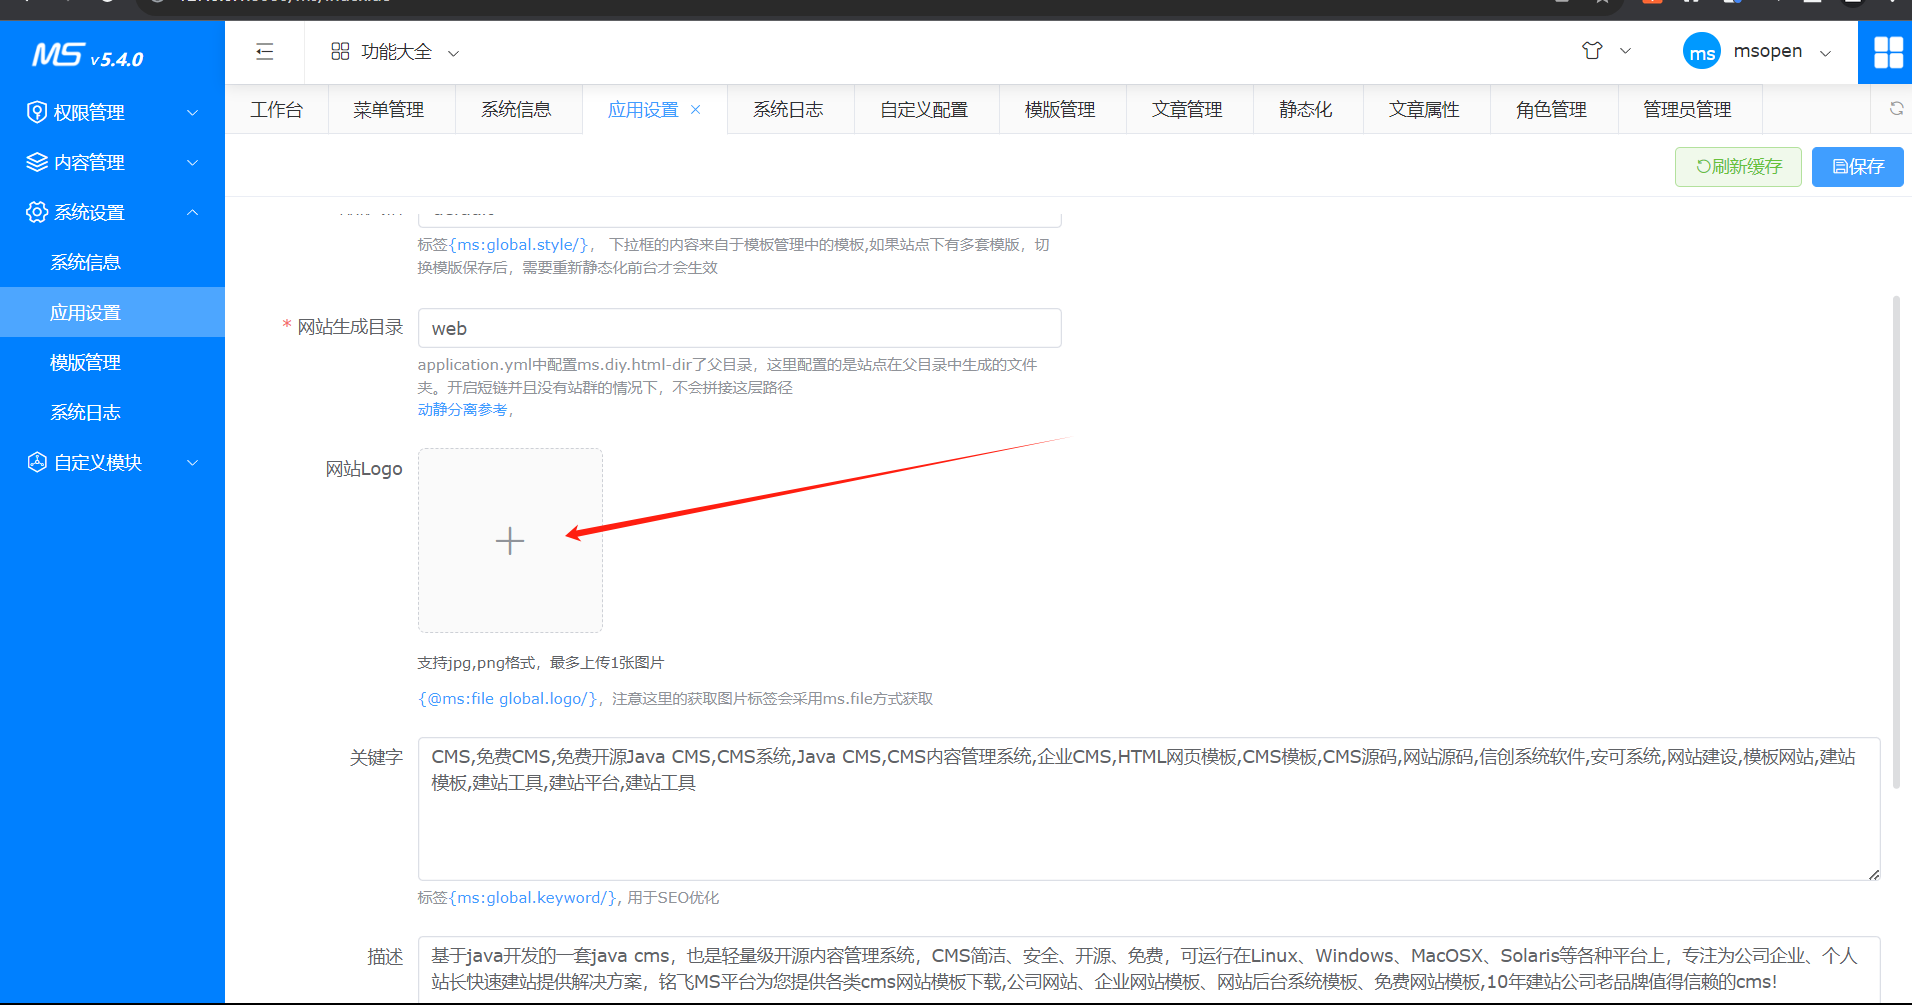 MS v5.4.0
功能大全
ms msopen
权限管理
内容管理
系统设置
系统信息
应用设置
模版管理
系统日志
自定义模块
工作台 菜单管理 系统信息 应用设置 × 系统日志 自定义配置 模版管理 文章管理 静态化 文章属性 角色管理 管理员管理
刷新缓存 保存
标签{ms:global.style/}， 下拉框的内容来自于模板管理中的模板,如果站点下有多套模版，切
换模版保存后，需要重新静态化前台才会生效
* 网站生成目录 web
application.yml中配置ms.diy.html-dir了父目录，这里配置的是站点在父目录中生成的文件
夹。开启短链并且没有站群的情况下，不会拼接这层路径
动静分离参考，
网站Logo
支持jpg,png格式，最多上传1张图片
{@ms:file global.logo/}，注意这里的获取图片标签会采用ms.file方式获取
关键字 CMS,免费CMS,免费开源Java CMS,CMS系统,Java CMS,CMS内容管理系统,企业CMS,HTML网页模板,CMS模板,CMS源码,网站源码,信创系统软件,安可系统,网站建设,模板网站,建站
模板,建站工具,建站平台,建站工具
标签{ms:global.keyword/}, 用于SEO优化
描述 基于java开发的一套java cms，也是轻量级开源内容管理系统，CMS简洁、安全、开源、免费，可运行在Linux、Windows、MacOSX、Solaris等各种平台上，专注为公司企业、个人
站长快速建站提供解决方案，铭飞MS平台为您提供各类cms网站模板下载,公司网站、企业网站模板、网站后台系统模板、免费网站模板,10年建站公司老品牌值得信赖的cms!